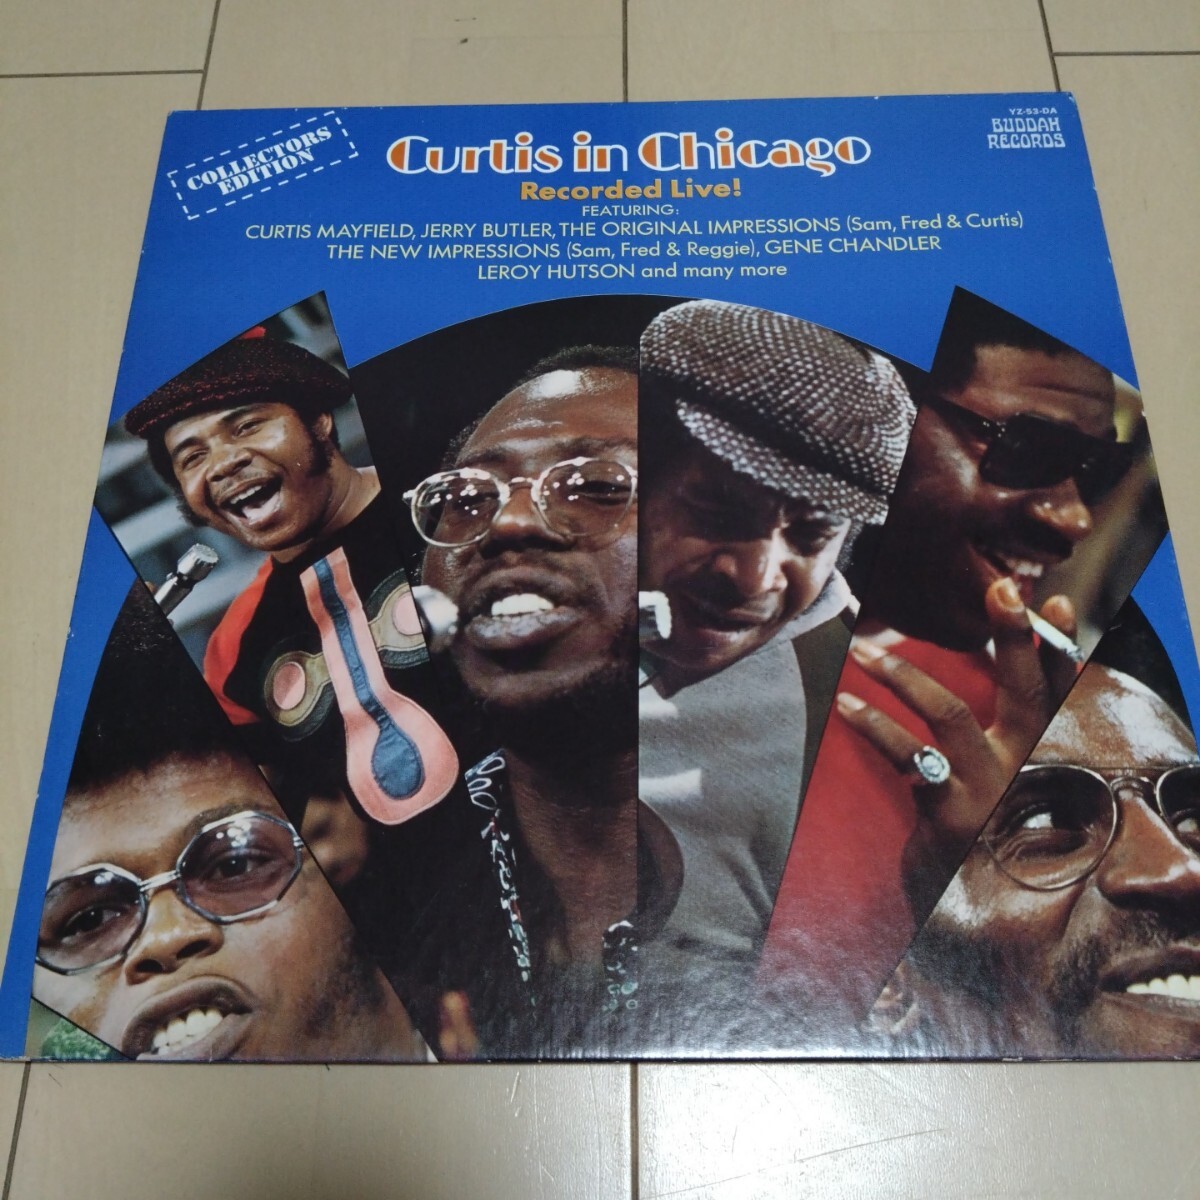 COLLECTORS
EDITION
YZ-53-DA
BUDDAH
RECORDS
Curtis in Chicago
Recorded Live!
FEATURING:
CURTIS MAYFIELD, JERRY BUTLER, THE ORIGINAL IMPRESSIONS (Sam, Fred & Curtis)
THE NEW IMPRESSIONS (Sam, Fred & Reggie), GENE CHANDLER
LEROY HUTSON and many more